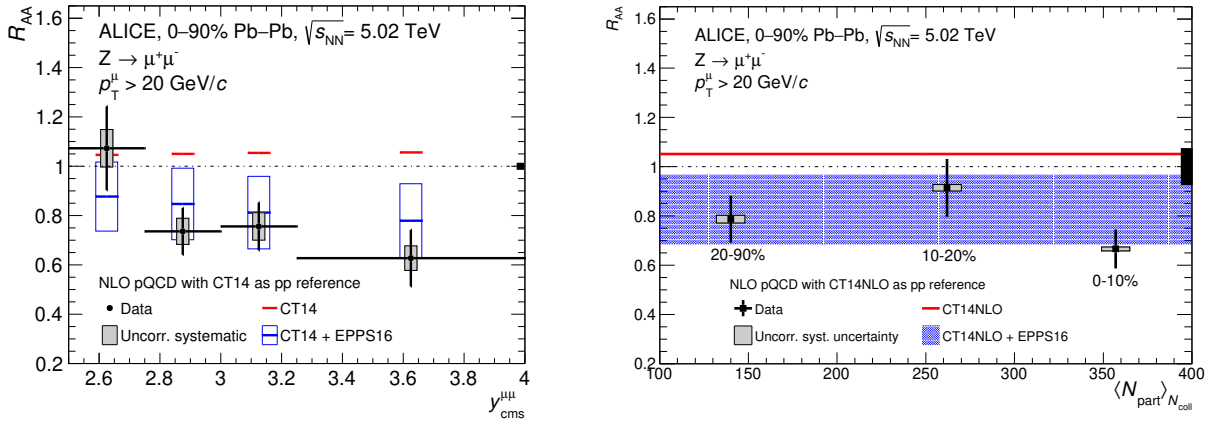 R_AA
1.6
1.4
1.2
1
0.8
0.6
0.4
0.2
ALICE, 0–90% Pb–Pb, √s_NN = 5.02 TeV
Z → μ⁺μ⁻
p_T^μ > 20 GeV/c
NLO pQCD with CT14 as pp reference
Data
CT14
Uncorr. systematic
CT14 + EPPS16
2.6 2.8 3 3.2 3.4 3.6 3.8 4
y_cms^μμ
R_AA
1.6
1.4
1.2
1
0.8
0.6
0.4
0.2
ALICE, 0–90% Pb–Pb, √s_NN = 5.02 TeV
Z → μ⁺μ⁻
p_T^μ > 20 GeV/c
20-90%
10-20%
0-10%
NLO pQCD with CT14NLO as pp reference
Data
CT14NLO
Uncorr. syst. uncertainty
CT14NLO + EPPS16
100 150 200 250 300 350 400
⟨N_part⟩_N_coll